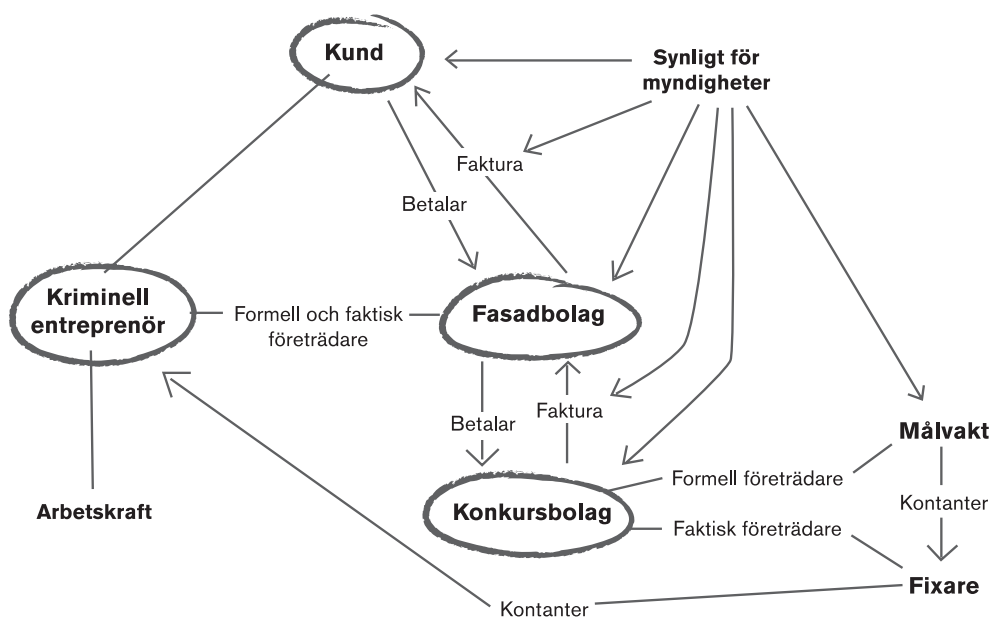 Kund
Synligt för
myndigheter
Faktura
Betalar
Kriminell
entreprenör
Formell och faktisk
företrädare
Fasadbolag
Betalar
Faktura
Målvakt
Formell företrädare
Kontanter
Arbetskraft
Konkursbolag
Faktisk företrädare
Fixare
Kontanter